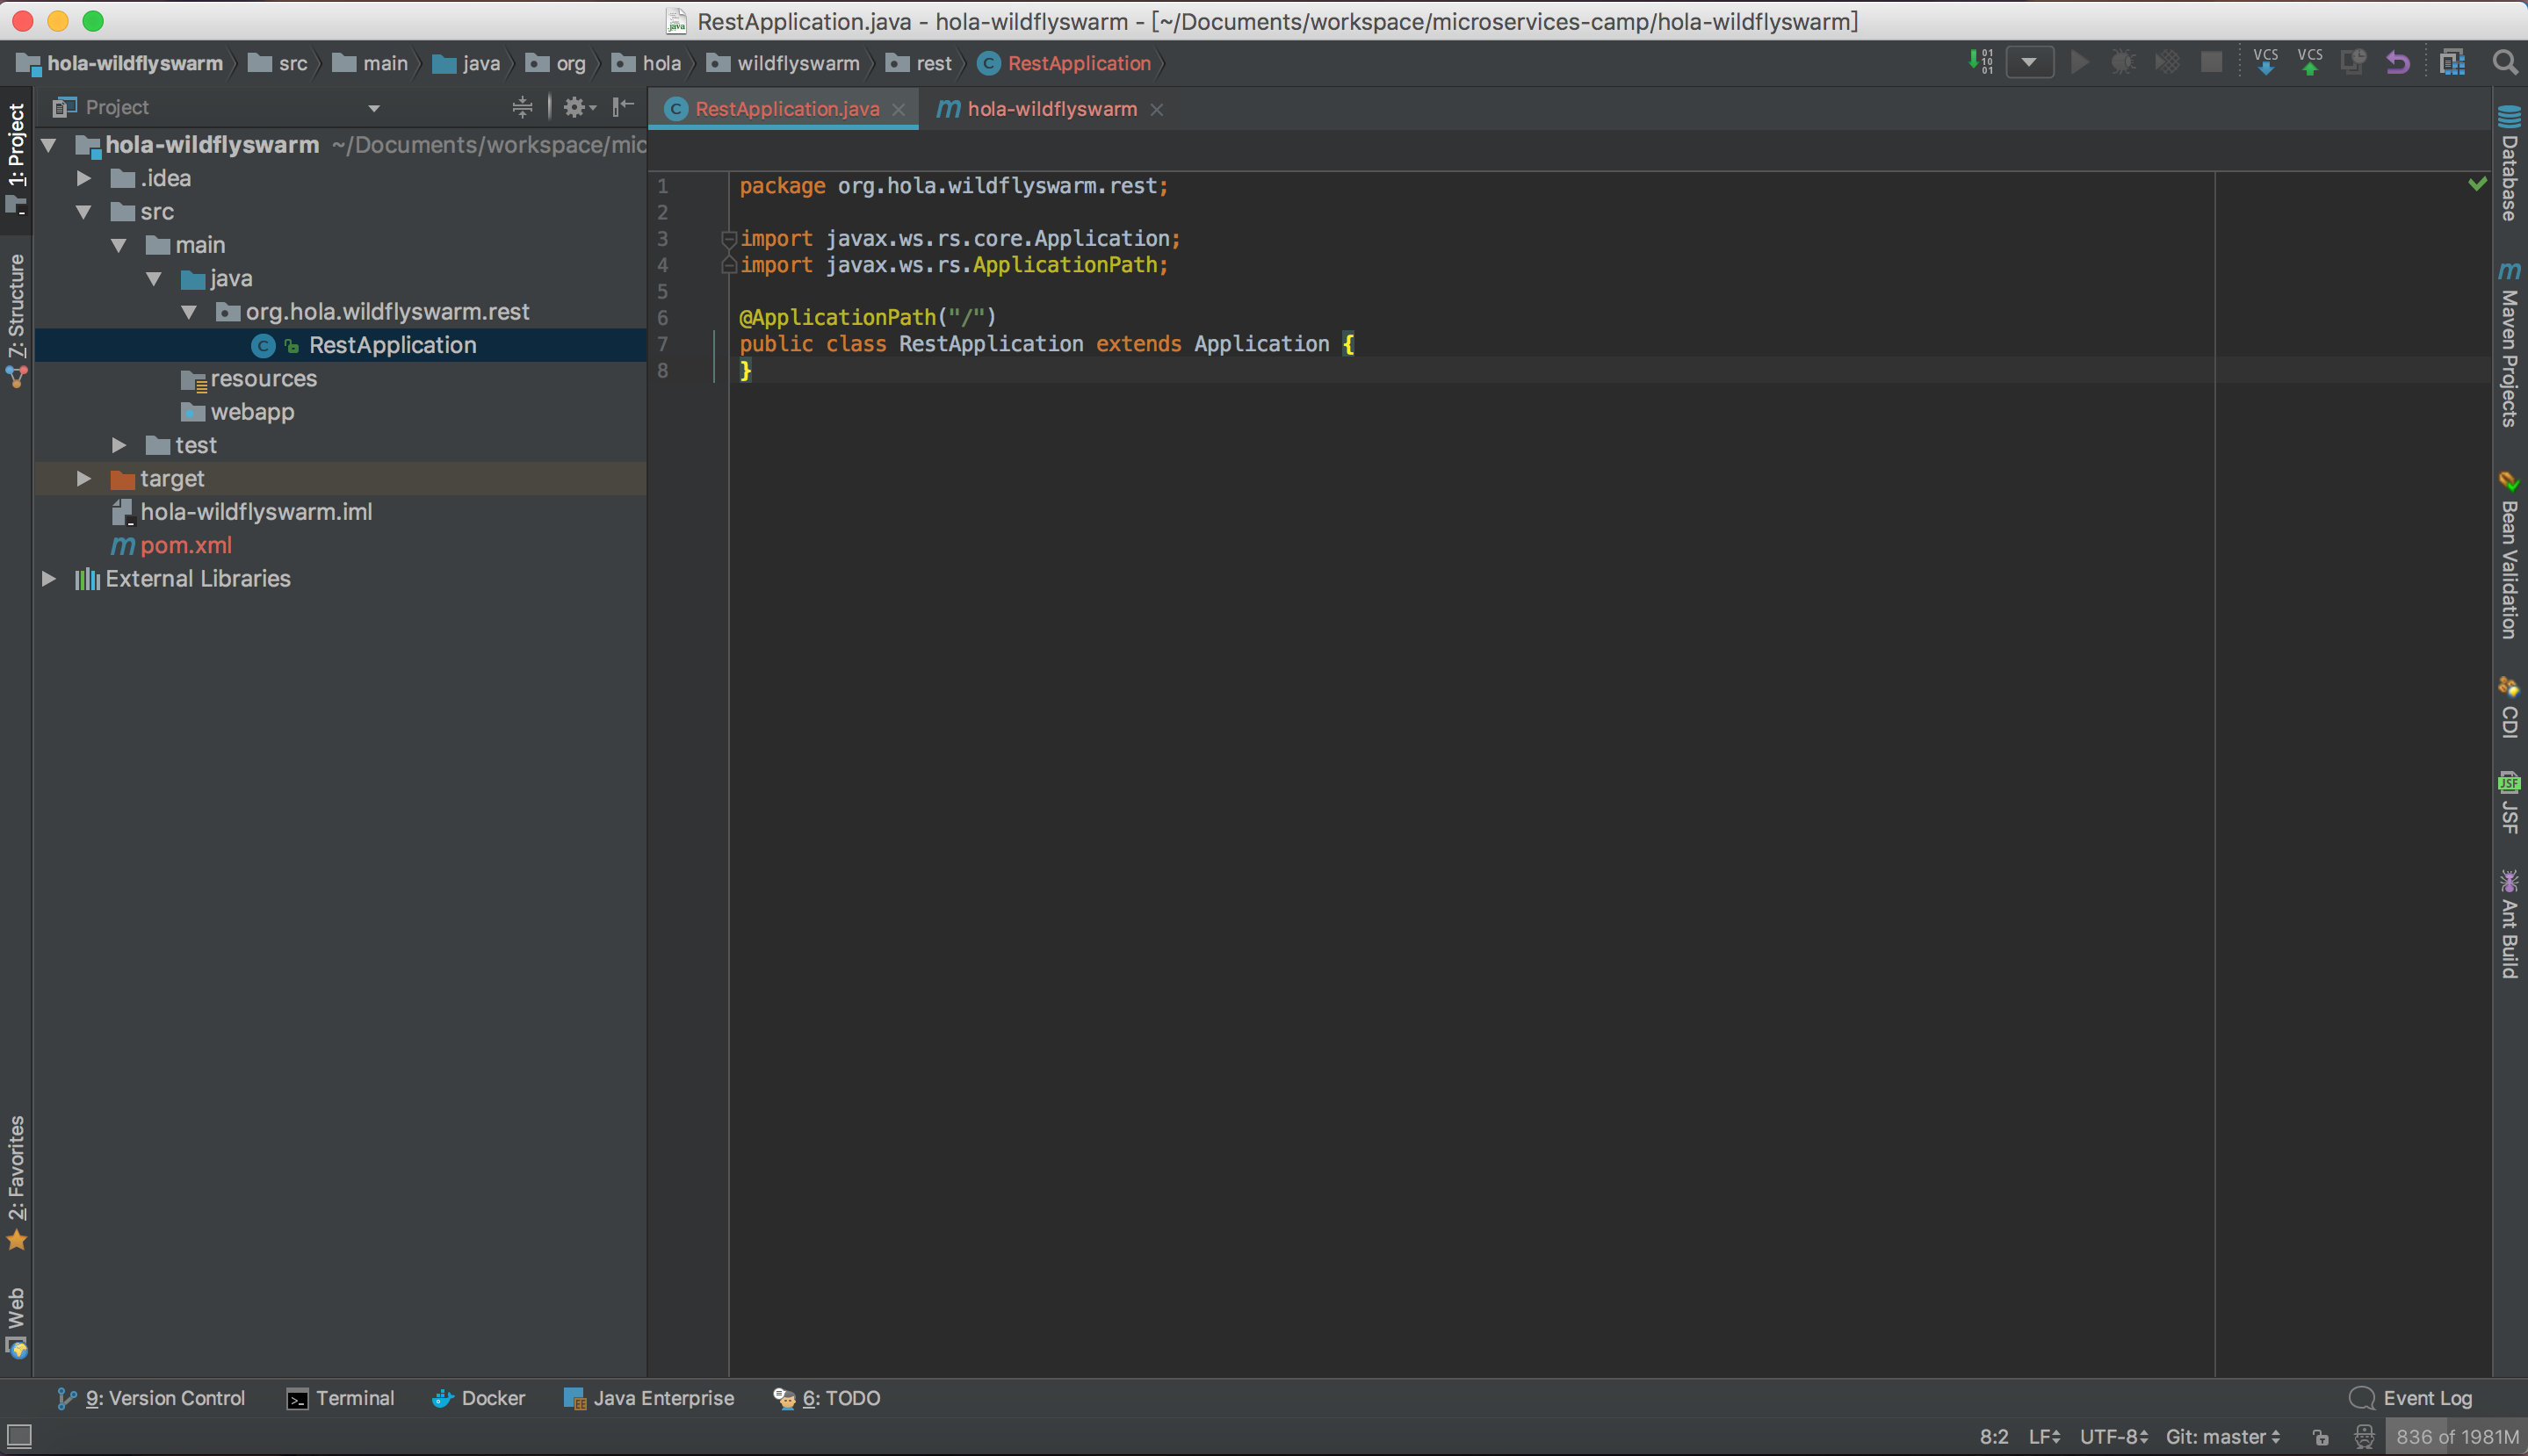 RestApplication.java - hola-wildflyswarm - [~/Documents/workspace/microservices-camp/hola-wildflyswarm]
hola-wildflyswarm src main java org hola wildflyswarm rest RestApplication
VCS VCS
1: Project
7: Structure
2: Favorites
Web
Project
hola-wildflyswarm ~/Documents/workspace/mic
.idea
src
main
java
org.hola.wildflyswarm.rest
RestApplication
resources
webapp
test
target
hola-wildflyswarm.iml
pom.xml
External Libraries
RestApplication.java hola-wildflyswarm
1 package org.hola.wildflyswarm.rest;
2
3 import javax.ws.rs.core.Application;
4 import javax.ws.rs.ApplicationPath;
5
6 @ApplicationPath("/")
7 public class RestApplication extends Application {
8 }
Database
Maven Projects
Bean Validation
CDI
JSF
Ant Build
9: Version Control Terminal Docker Java Enterprise 6: TODO Event Log
8:2 LF UTF-8 Git: master 836 of 1981M